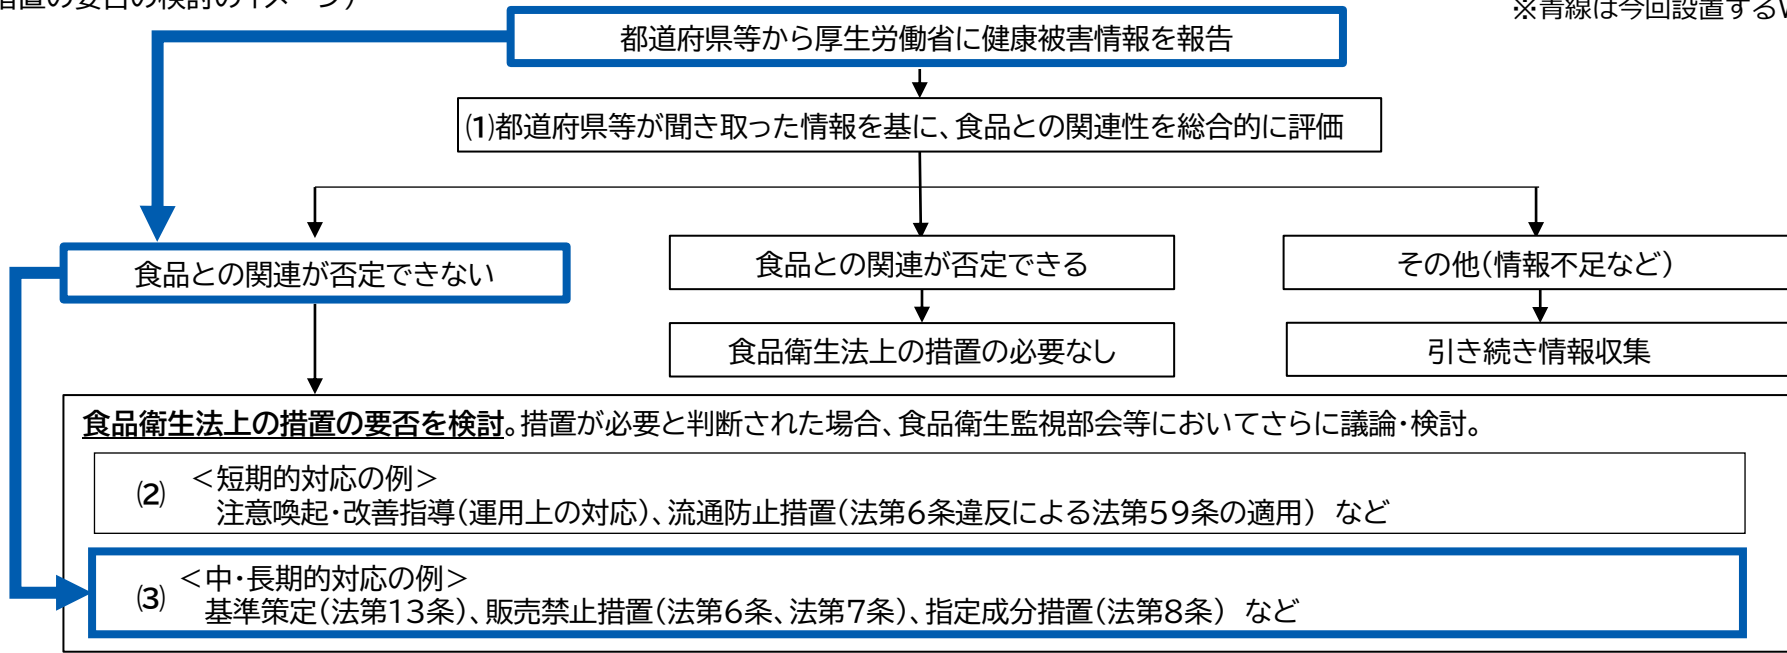 措置の要否の検討のイメージ)
※青線は今回設置する
都道府県等から厚生労働省に健康被害情報を報告
(1)都道府県等が聞き取った情報を基に、食品との関連性を総合的に評価
食品との関連が否定できない
食品との関連が否定できる
その他(情報不足など)
食品衛生法上の措置の必要なし
引き続き情報収集
食品衛生法上の措置の要否を検討。措置が必要と判断された場合、食品衛生監視部会等においてさらに議論・検討。
(2) <短期的対応の例>
注意喚起・改善指導(運用上の対応)、流通防止措置(法第6条違反による法第59条の適用) など
(3) <中・長期的対応の例>
基準策定(法第13条)、販売禁止措置(法第6条、法第7条)、指定成分措置(法第8条) など